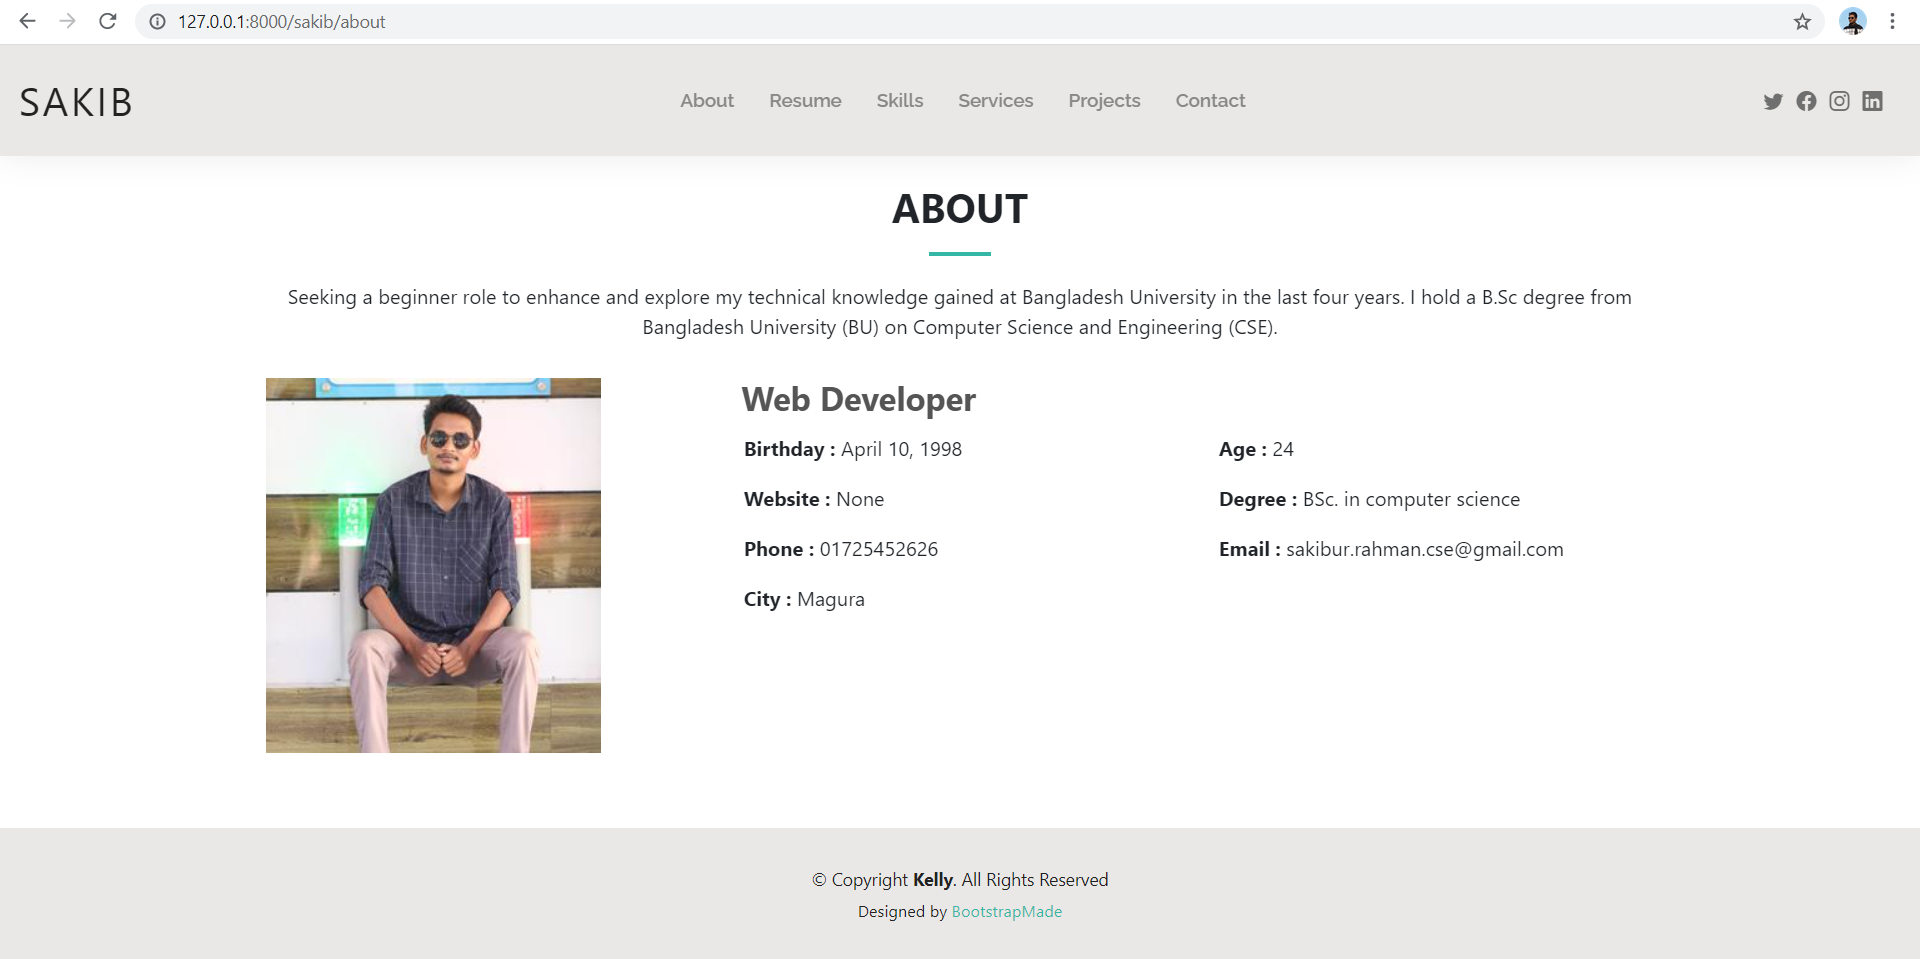 127.0.0.1:8000/sakib/about
SAKIB
About Resume Skills Services Projects Contact
ABOUT
Seeking a beginner role to enhance and explore my technical knowledge gained at Bangladesh University in the last four years. I hold a B.Sc degree from
Bangladesh University (BU) on Computer Science and Engineering (CSE).
Web Developer
Birthday : April 10, 1998
Age : 24
Website : None
Degree : BSc. in computer science
Phone : 01725452626
Email : sakibur.rahman.cse@gmail.com
City : Magura
© Copyright Kelly. All Rights Reserved
Designed by BootstrapMade